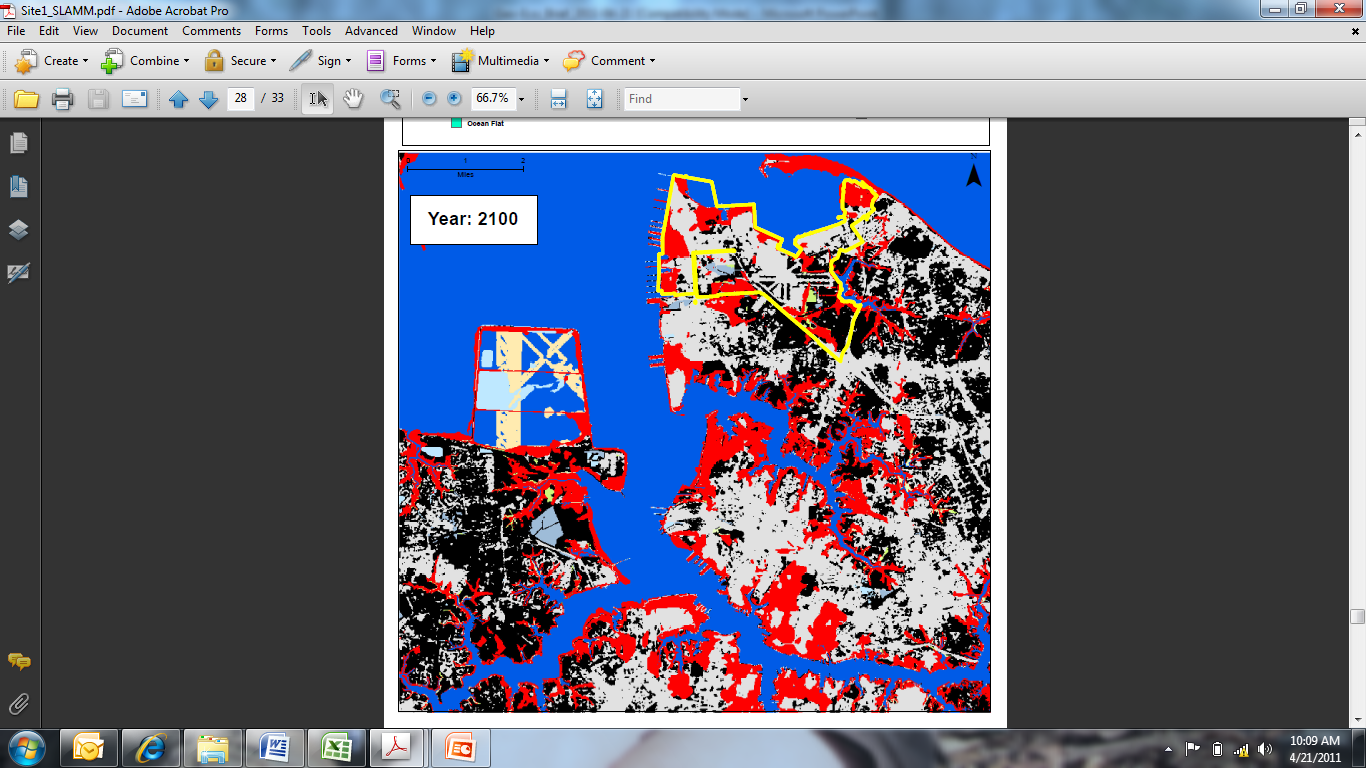 Site1_SLAMM.pdf - Adobe Acrobat Pro
File Edit View Document Comments Forms Tools Advanced Window Help
Create Combine Secure Sign Forms Multimedia Comment
28 / 33 66.7% Find
Ocean Flat
0 1 2
Miles
N
Year: 2100
10:09 AM
4/21/2011